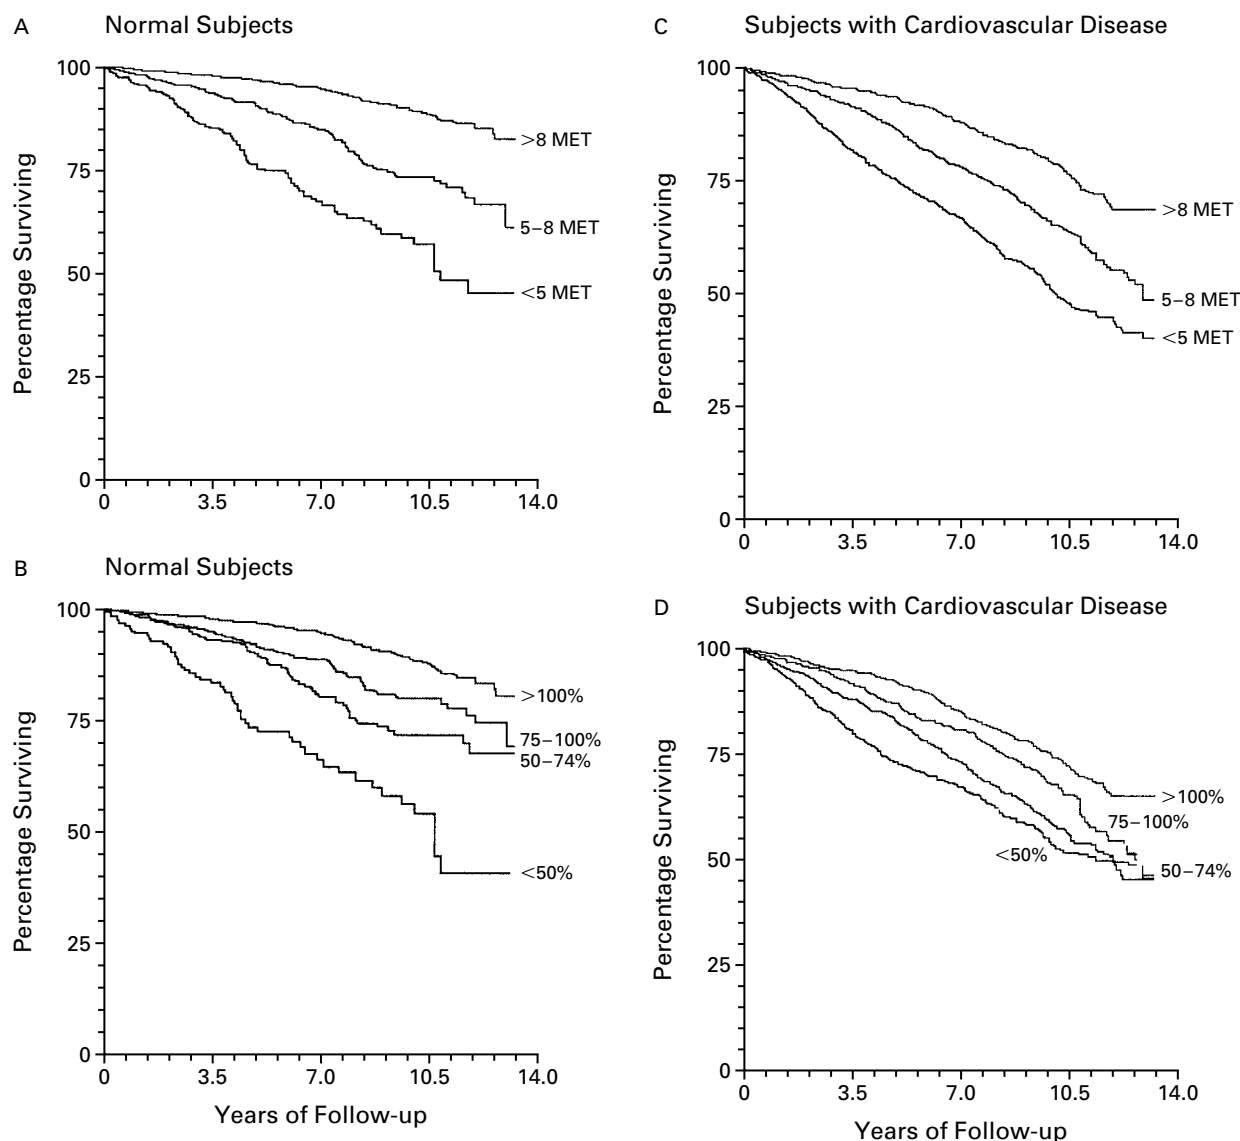 A Normal Subjects
Percentage Surviving
100
75
50
25
0
>8 MET
5–8 MET
<5 MET
0 3.5 7.0 10.5 14.0
B Normal Subjects
Percentage Surviving
100
75
50
25
0
>100%
75–100%
50–74%
<50%
0 3.5 7.0 10.5 14.0
Years of Follow-up
C Subjects with Cardiovascular Disease
Percentage Surviving
100
75
50
25
0
>8 MET
5–8 MET
<5 MET
0 3.5 7.0 10.5 14.0
D Subjects with Cardiovascular Disease
Percentage Surviving
100
75
50
25
0
>100%
75–100%
<50%
50–74%
0 3.5 7.0 10.5 14.0
Years of Follow-up